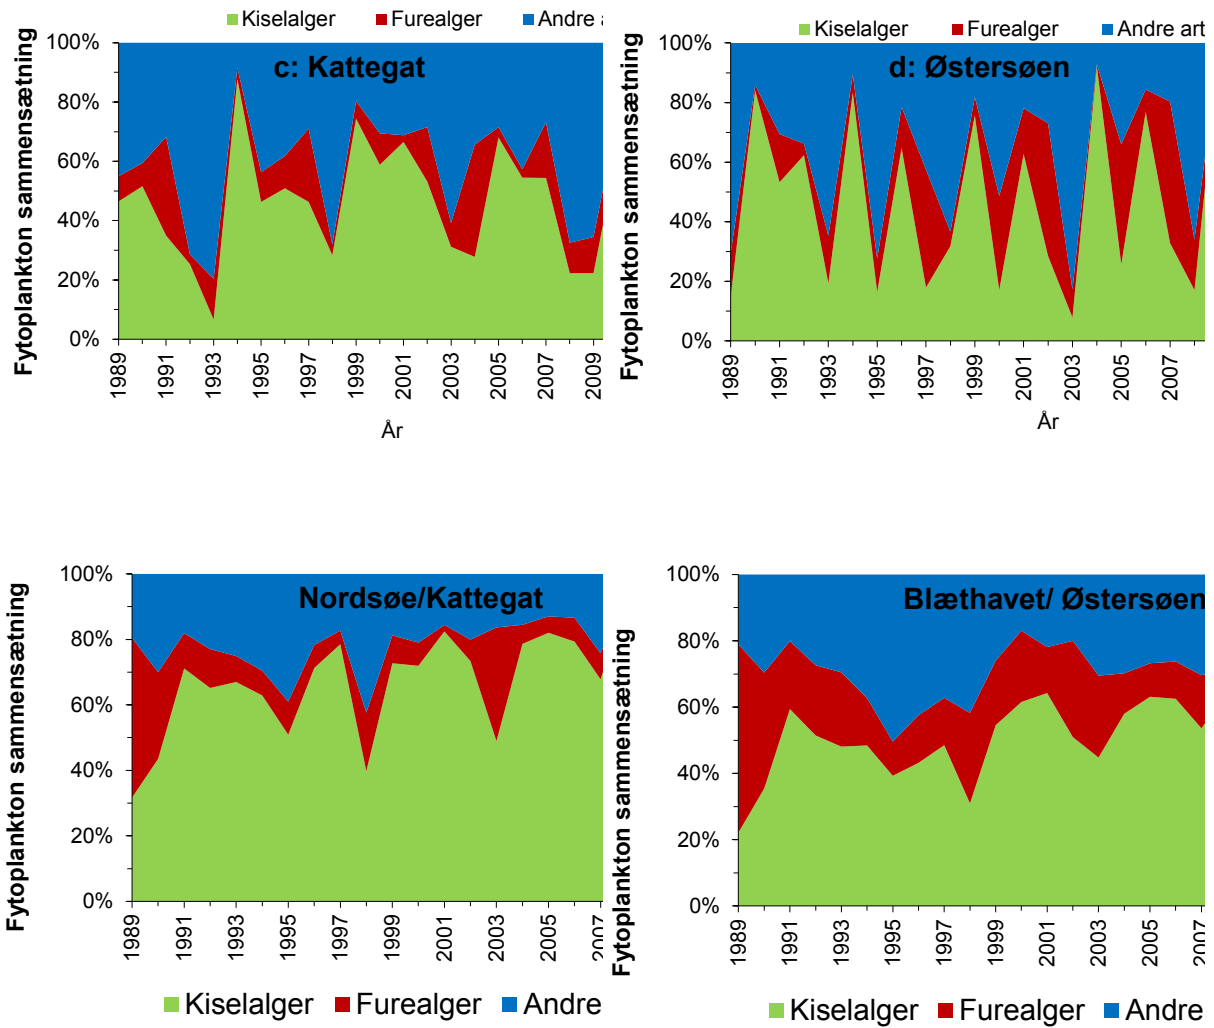 Kiselalger Furealger Andre
c: Kattegat
Fytoplankton sammensætning
100%
80%
60%
40%
20%
0%
1989 1991 1993 1995 1997 1999 2001 2003 2005 2007 2009
År
Kiselalger Furealger Andre art
d: Østersøen
Fytoplankton sammensætning
100%
80%
60%
40%
20%
0%
1989 1991 1993 1995 1997 1999 2001 2003 2005 2007
År
Nordsøe/Kattegat
Fytoplankton sammensætning
100%
80%
60%
40%
20%
0%
1989 1991 1993 1995 1997 1999 2001 2003 2005 2007
Kiselalger Furealger Andre
Blæthavet/ Østersøen
Fytoplankton sammensætning
100%
80%
60%
40%
20%
0%
1989 1991 1993 1995 1997 1999 2001 2003 2005 2007
Kiselalger Furealger Andre